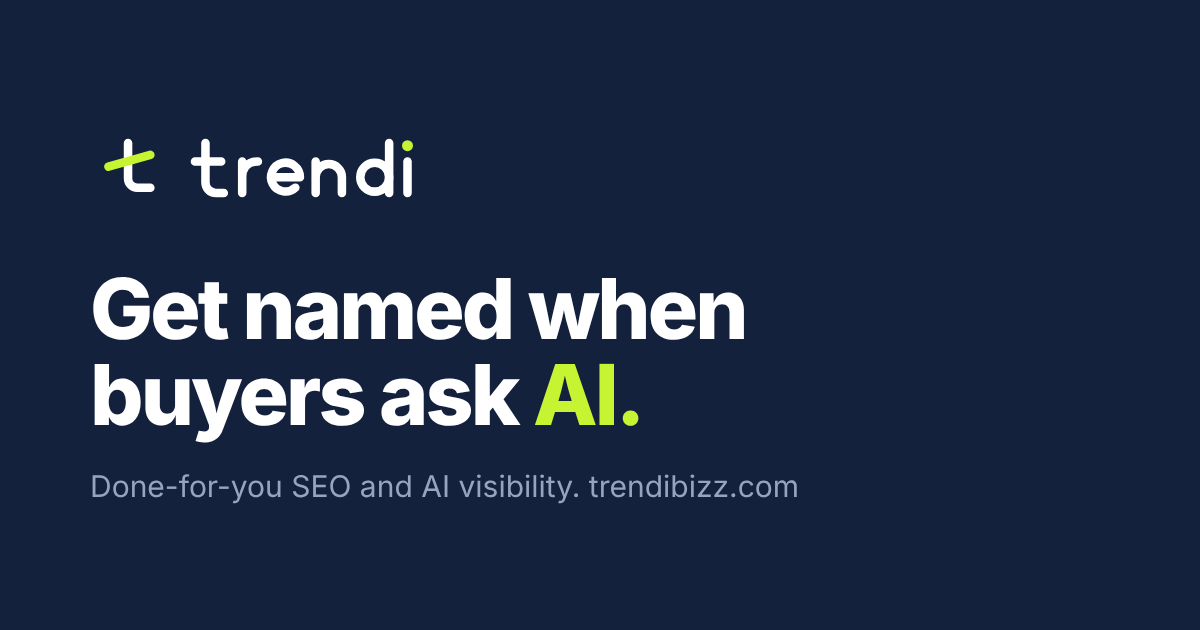 t trendi
Get named when
buyers ask AI.
Done-for-you SEO and AI visibility. trendibizz.com